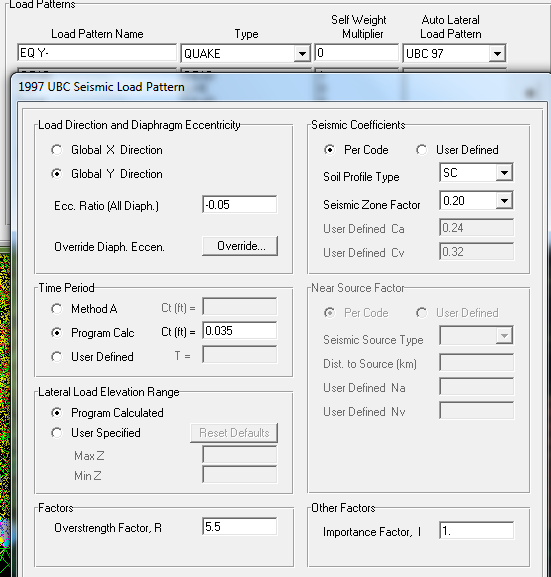 Load Patterns
Load Pattern Name Type Self Weight Multiplier Auto Lateral Load Pattern
EQ Y- QUAKE 0 UBC 97
1997 UBC Seismic Load Pattern
Load Direction and Diaphragm Eccentricity
Global X Direction
Global Y Direction
Ecc. Ratio (All Diaph.) -0.05
Override Diaph. Eccen. Override...
Seismic Coefficients
Per Code User Defined
Soil Profile Type SC
Seismic Zone Factor 0.20
User Defined Ca 0.24
User Defined Cv 0.32
Time Period
Method A Ct (ft) =
Program Calc Ct (ft) = 0.035
User Defined T =
Near Source Factor
Per Code User Defined
Seismic Source Type
Dist. to Source (km)
User Defined Na
User Defined Nv
Lateral Load Elevation Range
Program Calculated
User Specified Reset Defaults
Max Z
Min Z
Factors
Overstrength Factor, R 5.5
Other Factors
Importance Factor, I 1.